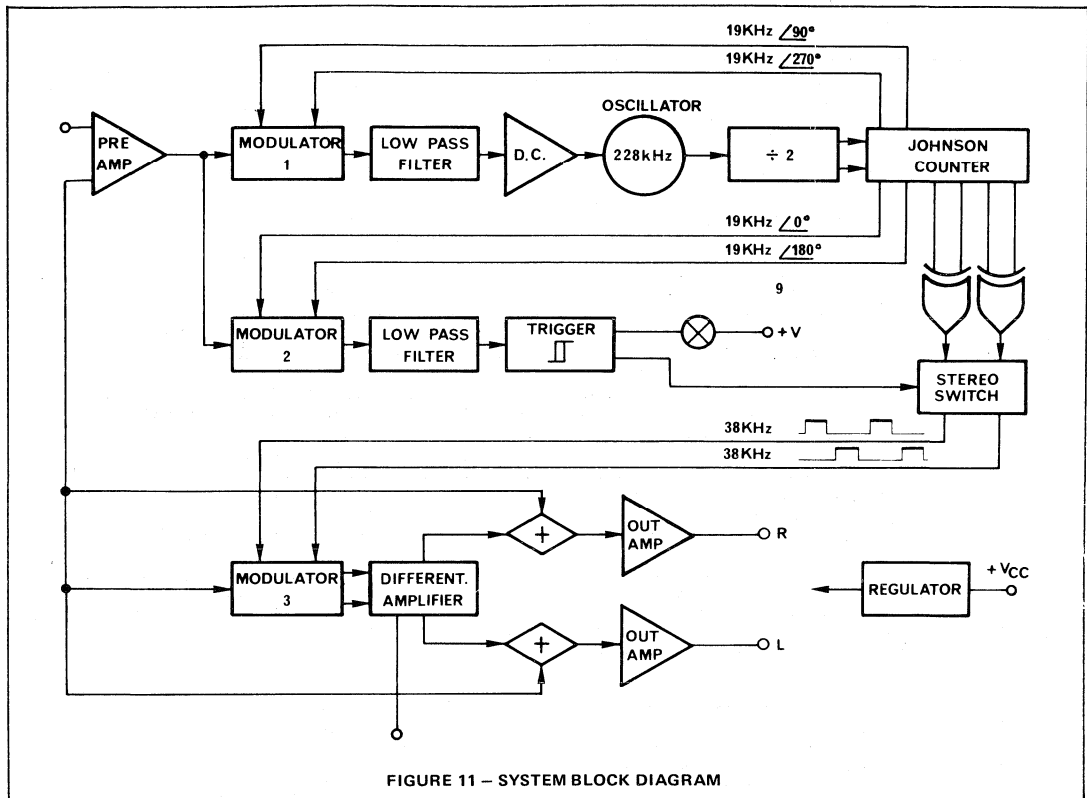 19KHz ∠90°
19KHz ∠270°
OSCILLATOR
PRE
AMP
MODULATOR
1
LOW PASS
FILTER
D.C.
228kHz
÷ 2
JOHNSON
COUNTER
19KHz ∠0°
19KHz ∠180°
9
MODULATOR
2
LOW PASS
FILTER
TRIGGER
+V
STEREO
SWITCH
38KHz
38KHz
+
OUT
AMP
R
MODULATOR
3
DIFFERENT.
AMPLIFIER
REGULATOR
+ VCC
+
OUT
AMP
L
FIGURE 11 – SYSTEM BLOCK DIAGRAM